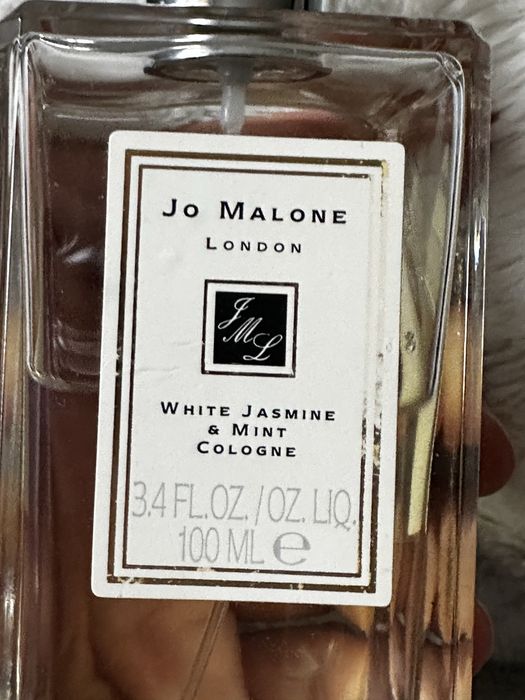 Jo Malone
London
JML
White Jasmine
& Mint
Cologne
3.4 FL.OZ./OZ. LIQ.
100 ML e